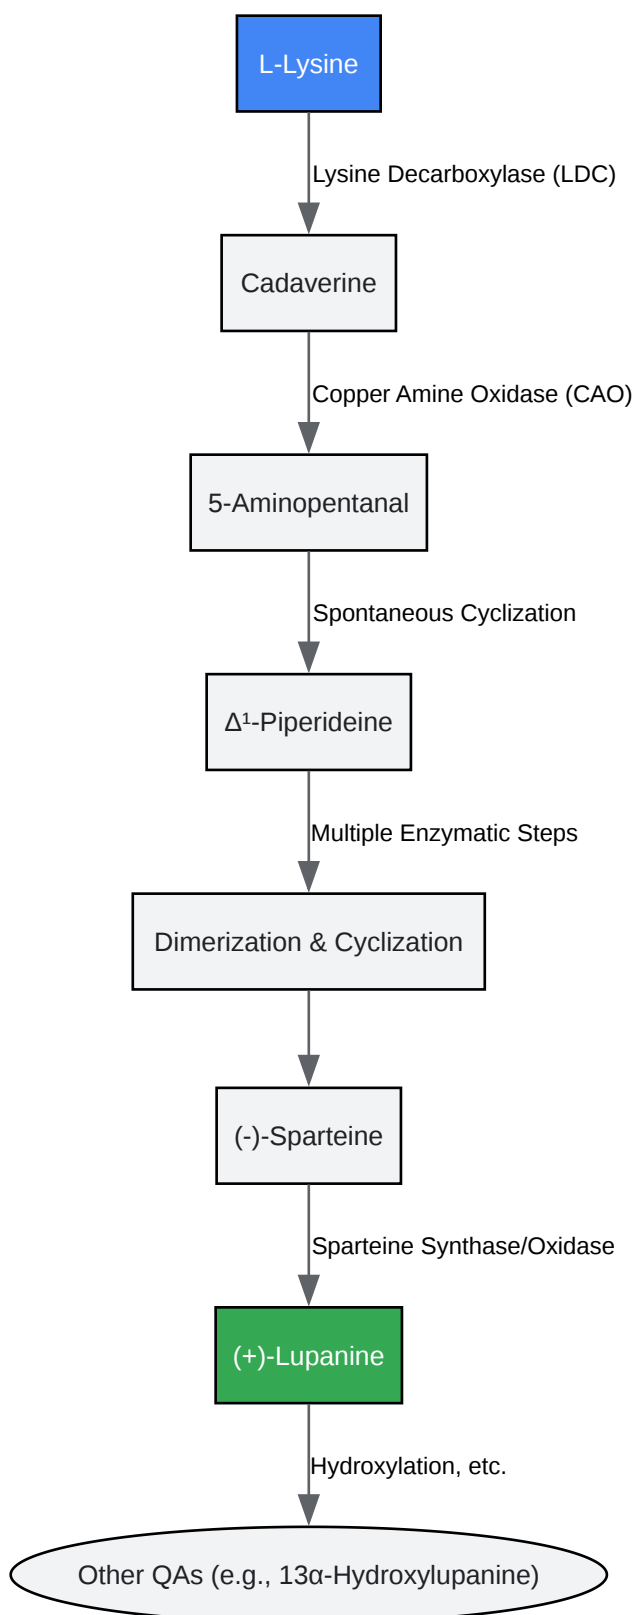 L-Lysine
Lysine Decarboxylase (LDC)
Cadaverine
Copper Amine Oxidase (CAO)
5-Aminopentanal
Spontaneous Cyclization
Δ¹-Piperideine
Multiple Enzymatic Steps
Dimerization & Cyclization
(-)-Sparteine
Sparteine Synthase/Oxidase
(+)-Lupanine
Hydroxylation, etc.
Other QAs (e.g., 13α-Hydroxylupanine)